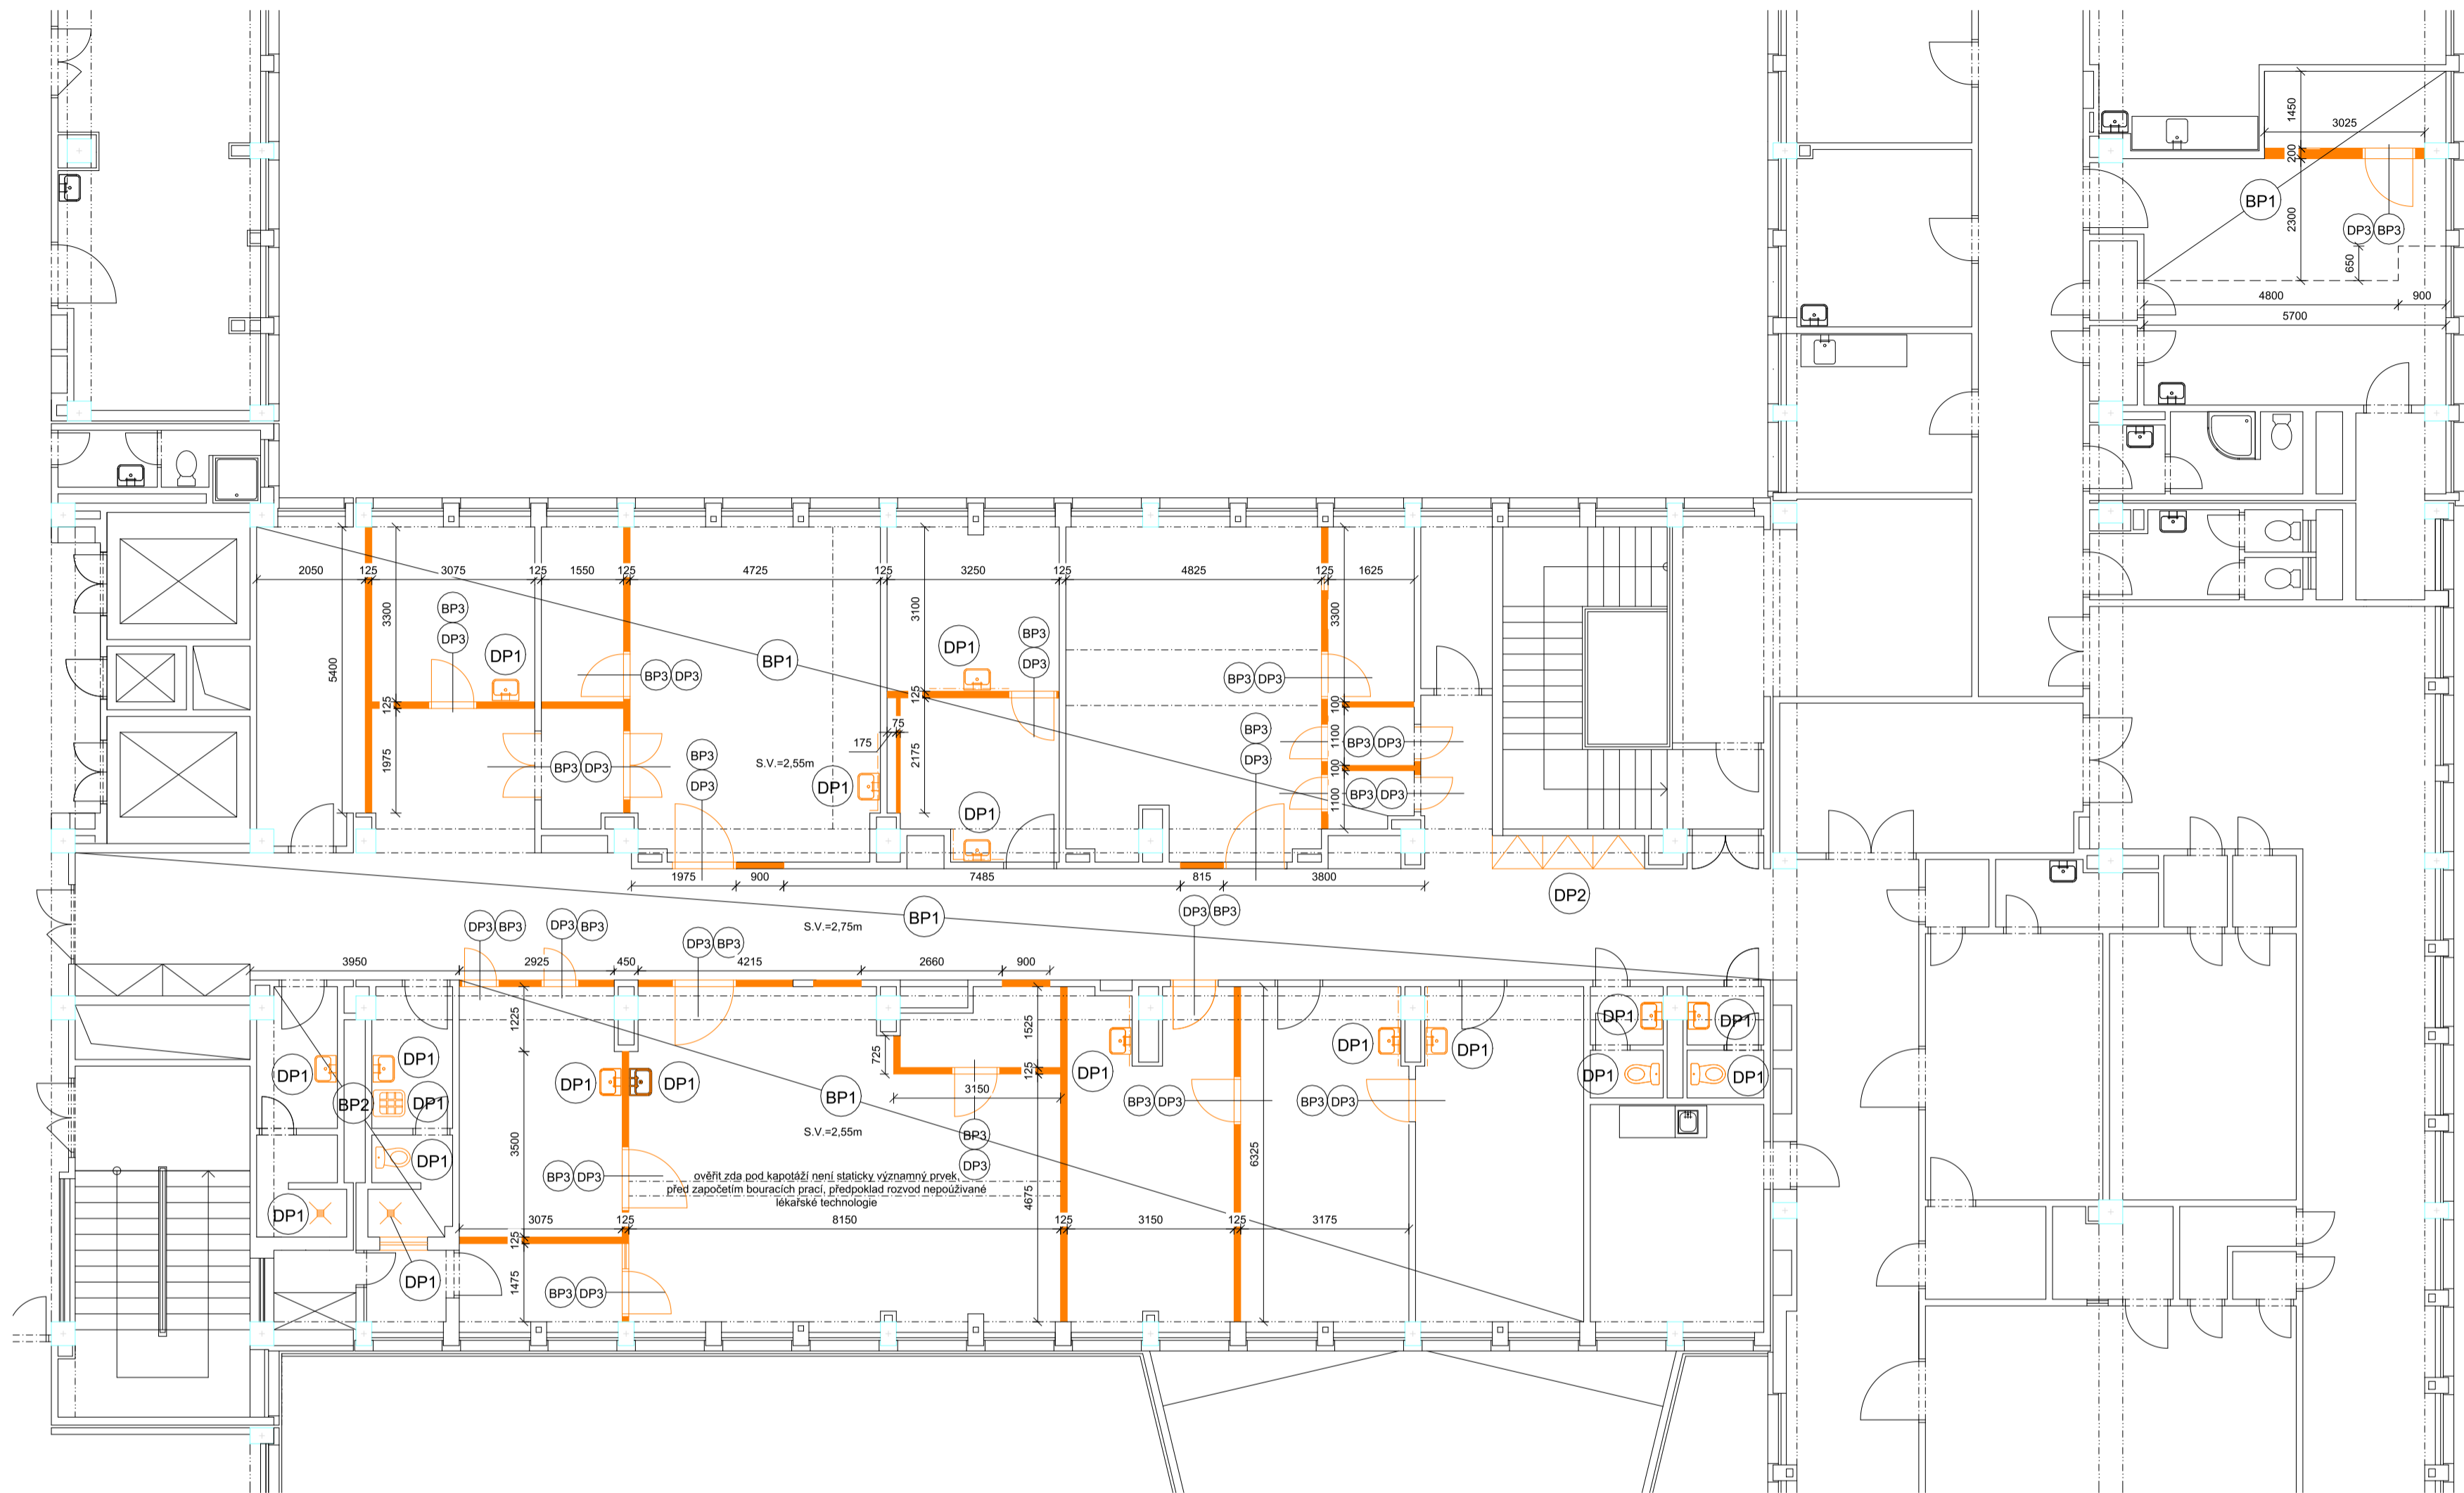 1450
3025
200
BP1
2300
DP3 BP3
650
4800 900
5700
2050 125 3075 125 1550 125 4725 125 3250 125 4825 125 1625
3300
3100
3300
BP3
DP3
DP1
5400
BP1
BP3 DP3
DP1
BP3
DP3
BP3 DP3
125
125
100
75
175
1975
BP3 DP3
BP3
DP3
S.V.=2,55m
DP1
2175
BP3
DP3
1100
BP3 DP3
100
1100
BP3 DP3
DP1
1975 900 7485 815 3800
DP2
BP1
S.V.=2,75m
DP3 BP3
DP3 BP3
DP3 BP3
DP3 BP3
3950 2925 450 4215 2660 900
1225
1525
725
125
DP1
DP1
DP1
DP1
DP1
DP1
DP1
DP1
DP1
BP2
DP1
DP1
DP1
BP1
3150
BP3 DP3
BP3 DP3
DP1
DP1
S.V.=2,55m
BP3
DP3
3500
6325
DP1
BP3 DP3
ověřit zda pod kapotáží není staticky významný prvek,
před započetím bouracích prací, předpoklad rozvod nepoúžívané
lékařské technologie
4675
DP1
3075 125 8150 125 3150 125 3175
125
DP1
1475
BP3 DP3